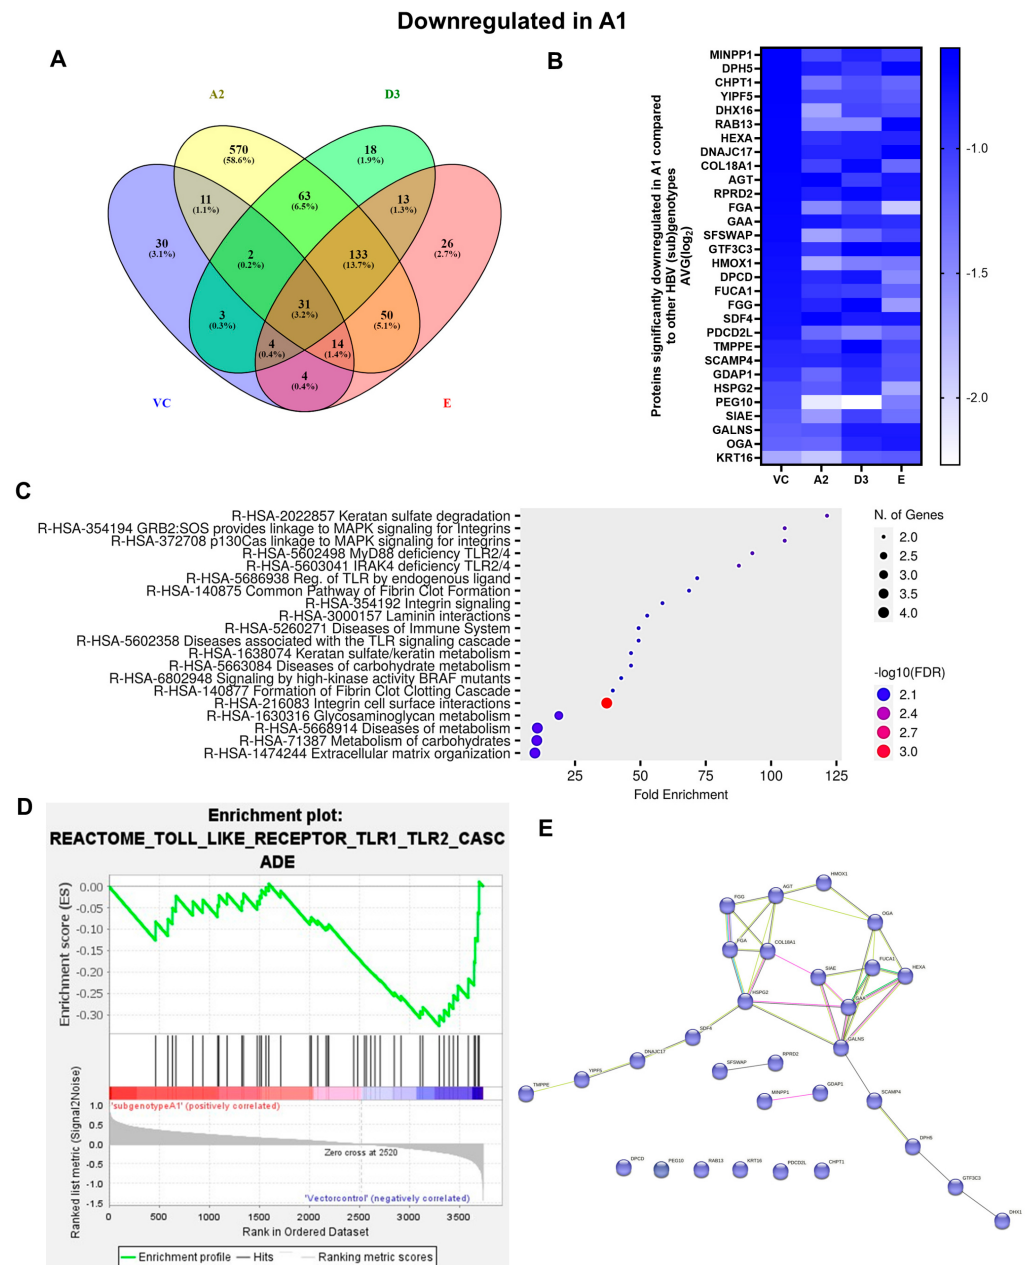 Downregulated in A1
A
A2
D3
570
(58.6%)
18
(1.9%)
11
(1.1%)
63
(6.5%)
13
(1.3%)
30
(3.1%)
2
(0.2%)
133
(13.7%)
26
(2.7%)
3
(0.3%)
31
(3.2%)
50
(5.1%)
4
(0.4%)
14
(1.4%)
4
(0.4%)
VC
E
B
Proteins significantly downregulated in A1 compared
to other HBV (sub)genotypes
AVG(log2)
MINPP1
DPH5
CHPT1
YIPF5
DHX16
RAB13
HEXA
DNAJC17
COL18A1
AGT
RPRD2
FGA
GAA
SFSWAP
GTF3C3
HMOX1
DPCD
FUCA1
FGG
SDF4
PDCD2L
TMPPE
SCAMP4
GDAP1
HSPG2
PEG10
SIAE
GALNS
OGA
KRT16
VC A2 D3 E
-1.0
-1.5
-2.0
C
R-HSA-2022857 Keratan sulfate degradation
R-HSA-354194 GRB2:SOS provides linkage to MAPK signaling for Integrins
R-HSA-372708 p130Cas linkage to MAPK signaling for integrins
R-HSA-5602498 MyD88 deficiency TLR2/4
R-HSA-5603041 IRAK4 deficiency TLR2/4
R-HSA-5686938 Reg. of TLR by endogenous ligand
R-HSA-140875 Common Pathway of Fibrin Clot Formation
R-HSA-354192 Integrin signaling
R-HSA-3000157 Laminin interactions
R-HSA-5260271 Diseases of Immune System
R-HSA-5602358 Diseases associated with the TLR signaling cascade
R-HSA-1638074 Keratan sulfate/keratin metabolism
R-HSA-5663084 Diseases of carbohydrate metabolism
R-HSA-6802948 Signaling by high-kinase activity BRAF mutants
R-HSA-140877 Formation of Fibrin Clot Clotting Cascade
R-HSA-216083 Integrin cell surface interactions
R-HSA-1630316 Glycosaminoglycan metabolism
R-HSA-5668914 Diseases of metabolism
R-HSA-71387 Metabolism of carbohydrates
R-HSA-1474244 Extracellular matrix organization
25 50 75 100 125
Fold Enrichment
N. of Genes
2.0
2.5
3.0
3.5
4.0
-log10(FDR)
2.1
2.4
2.7
3.0
D
Enrichment plot:
REACTOME_TOLL_LIKE_RECEPTOR_TLR1_TLR2_CASC
ADE
Enrichment score (ES)
0.00
-0.05
-0.10
-0.15
-0.20
-0.25
-0.30
Ranked list metric (Signal2Noise)
1.0
0.5
0.0
-0.5
-1.0
-1.5
'subgenotypeA1' (positively correlated)
Zero cross at 2520
'Vectorcontrol' (negatively correlated)
0 500 1000 1500 2000 2500 3000 3500
Rank in Ordered Dataset
Enrichment profile Hits Ranking metric scores
E
HMOX1
AGT
FGG
OGA
FGA
COL18A1
FUCA1
SIAE
HEXA
HSPG2
GAA
SDF4
GALNS
DNAJC17
RPRD2
SFSWAP
YIPF5
TMPPE
GDAP1
MINPP1
SCAMP4
DPH5
DPCD
PEG10
RAB13
KRT16
PDCD2L
CHPT1
GTF3C3
DHX1